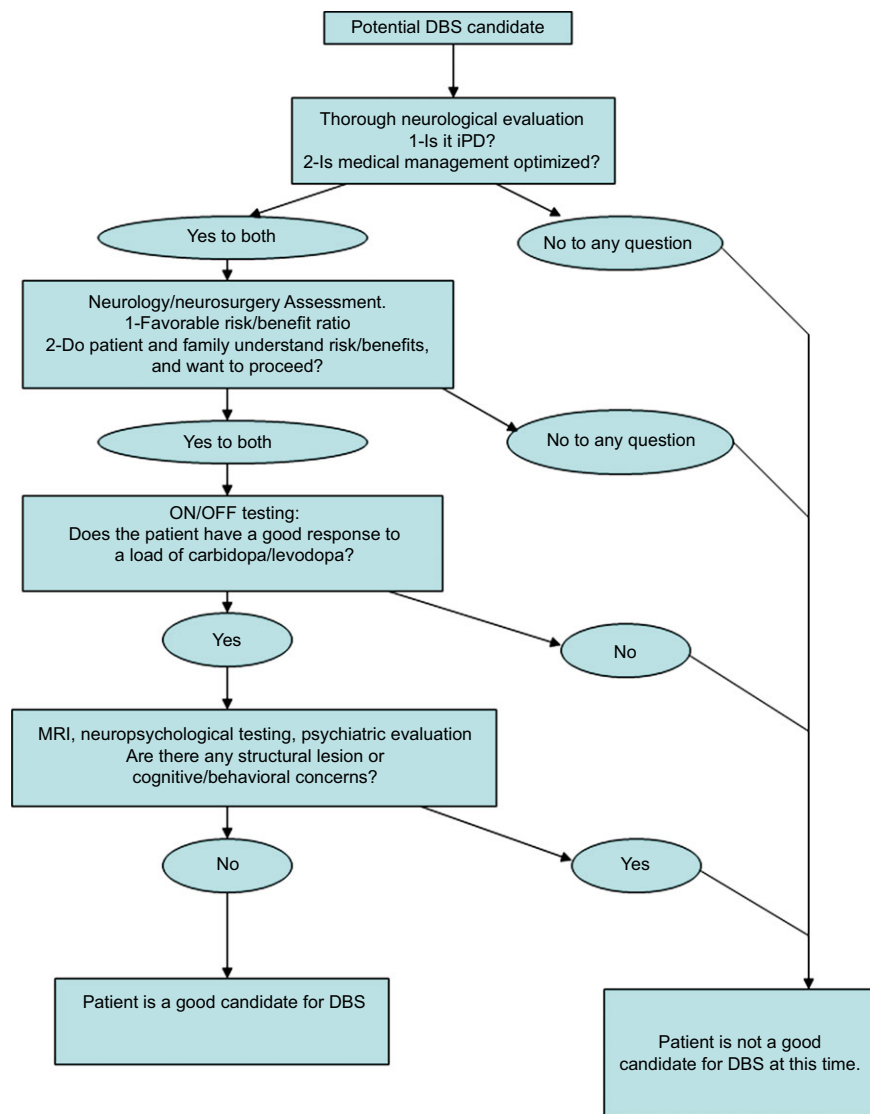 Potential DBS candidate
Thorough neurological evaluation
1-Is it iPD?
2-Is medical management optimized?
Yes to both
No to any question
Neurology/neurosurgery Assessment.
1-Favorable risk/benefit ratio
2-Do patient and family understand risk/benefits,
and want to proceed?
Yes to both
No to any question
ON/OFF testing:
Does the patient have a good response to
a load of carbidopa/levodopa?
Yes
No
MRI, neuropsychological testing, psychiatric evaluation
Are there any structural lesion or
cognitive/behavioral concerns?
No
Yes
Patient is a good candidate for DBS
Patient is not a good
candidate for DBS at this time.